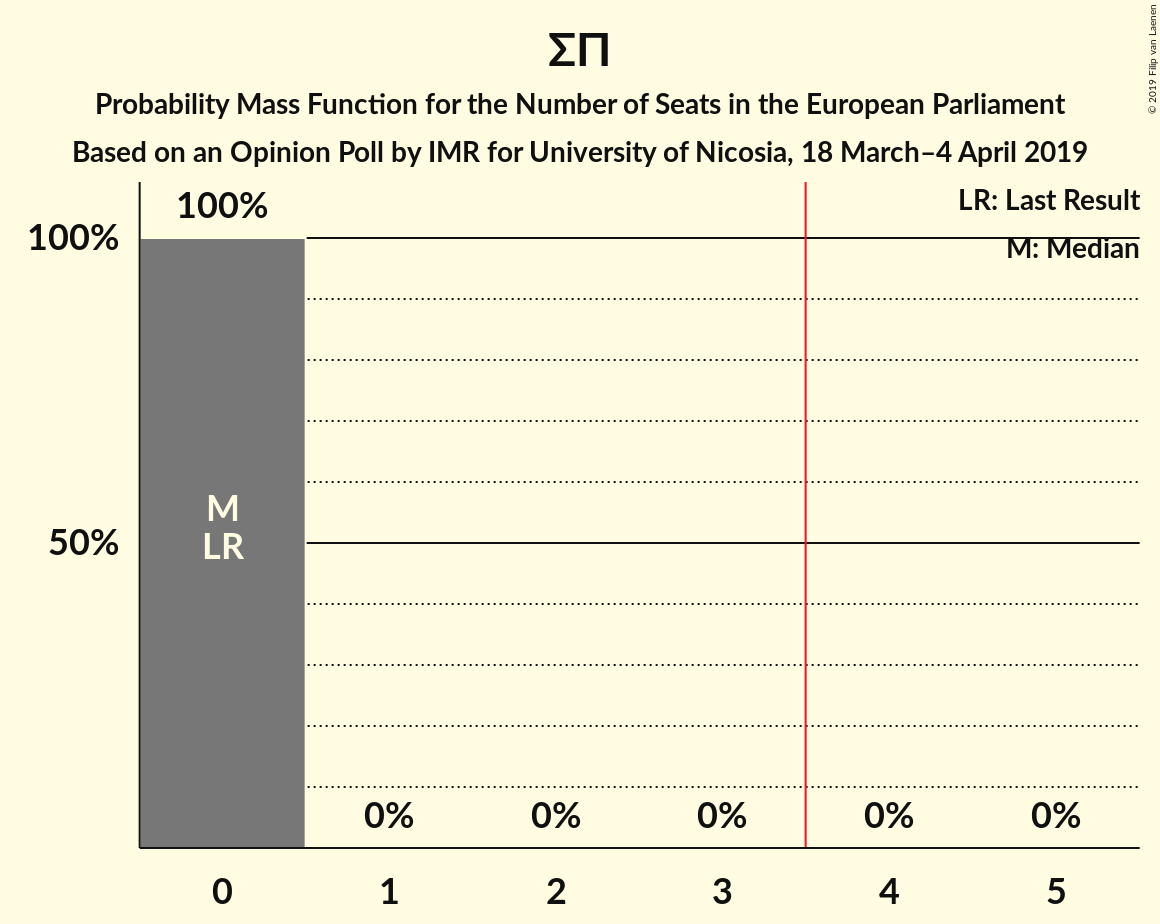 ΣΠ
Probability Mass Function for the Number of Seats in the European Parliament
Based on an Opinion Poll by IMR for University of Nicosia, 18 March–4 April 2019
© 2019 Filip van Laenen
LR: Last Result
M: Median
100%
100%
50%
M
LR
0% 0% 0% 0% 0%
0 1 2 3 4 5